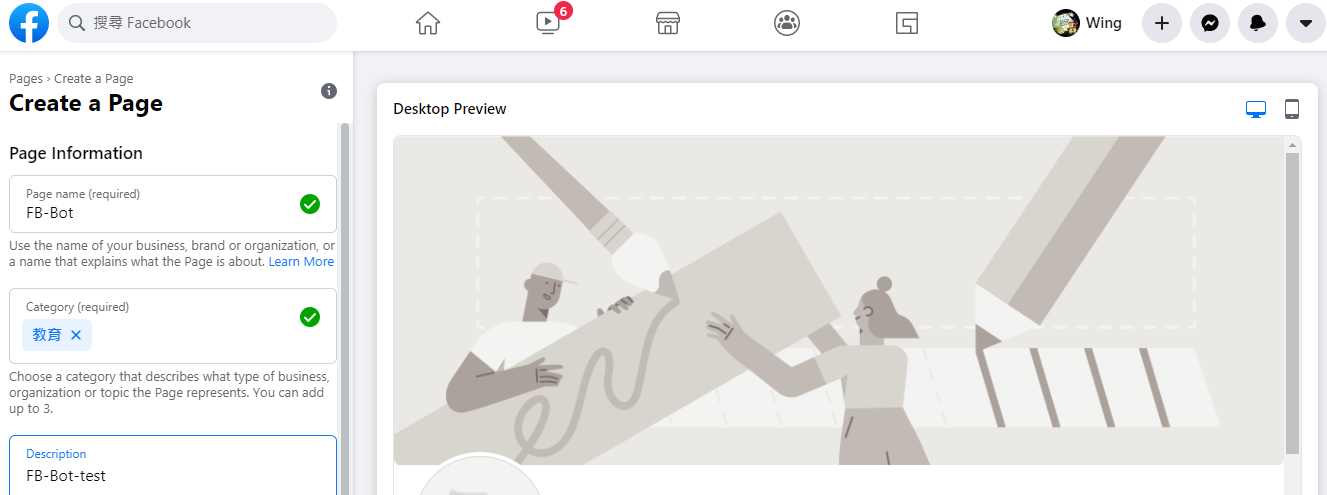 搜尋 Facebook
6
Wing
Pages › Create a Page
Create a Page
Page Information
Page name (required)
FB-Bot
Use the name of your business, brand or organization, or
a name that explains what the Page is about. Learn More
Category (required)
教育 ✕
Choose a category that describes what type of business,
organization or topic the Page represents. You can add
up to 3.
Description
FB-Bot-test
Desktop Preview